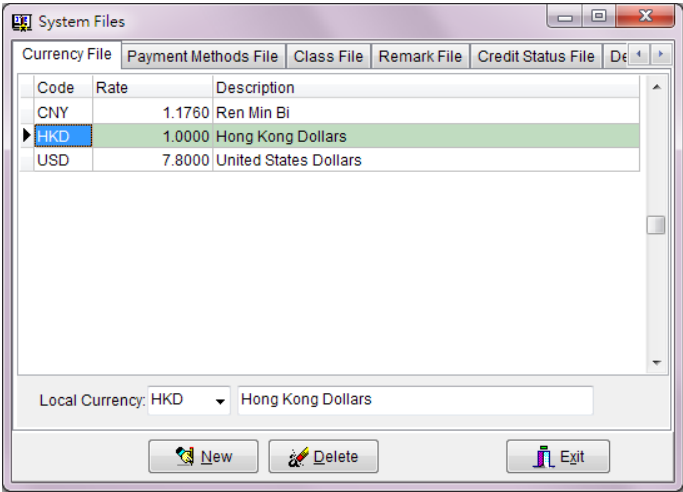 System Files
Currency File Payment Methods File Class File Remark File Credit Status File
Code Rate Description
CNY 1.1760 Ren Min Bi
HKD 1.0000 Hong Kong Dollars
USD 7.8000 United States Dollars
Local Currency: HKD Hong Kong Dollars
New Delete Exit